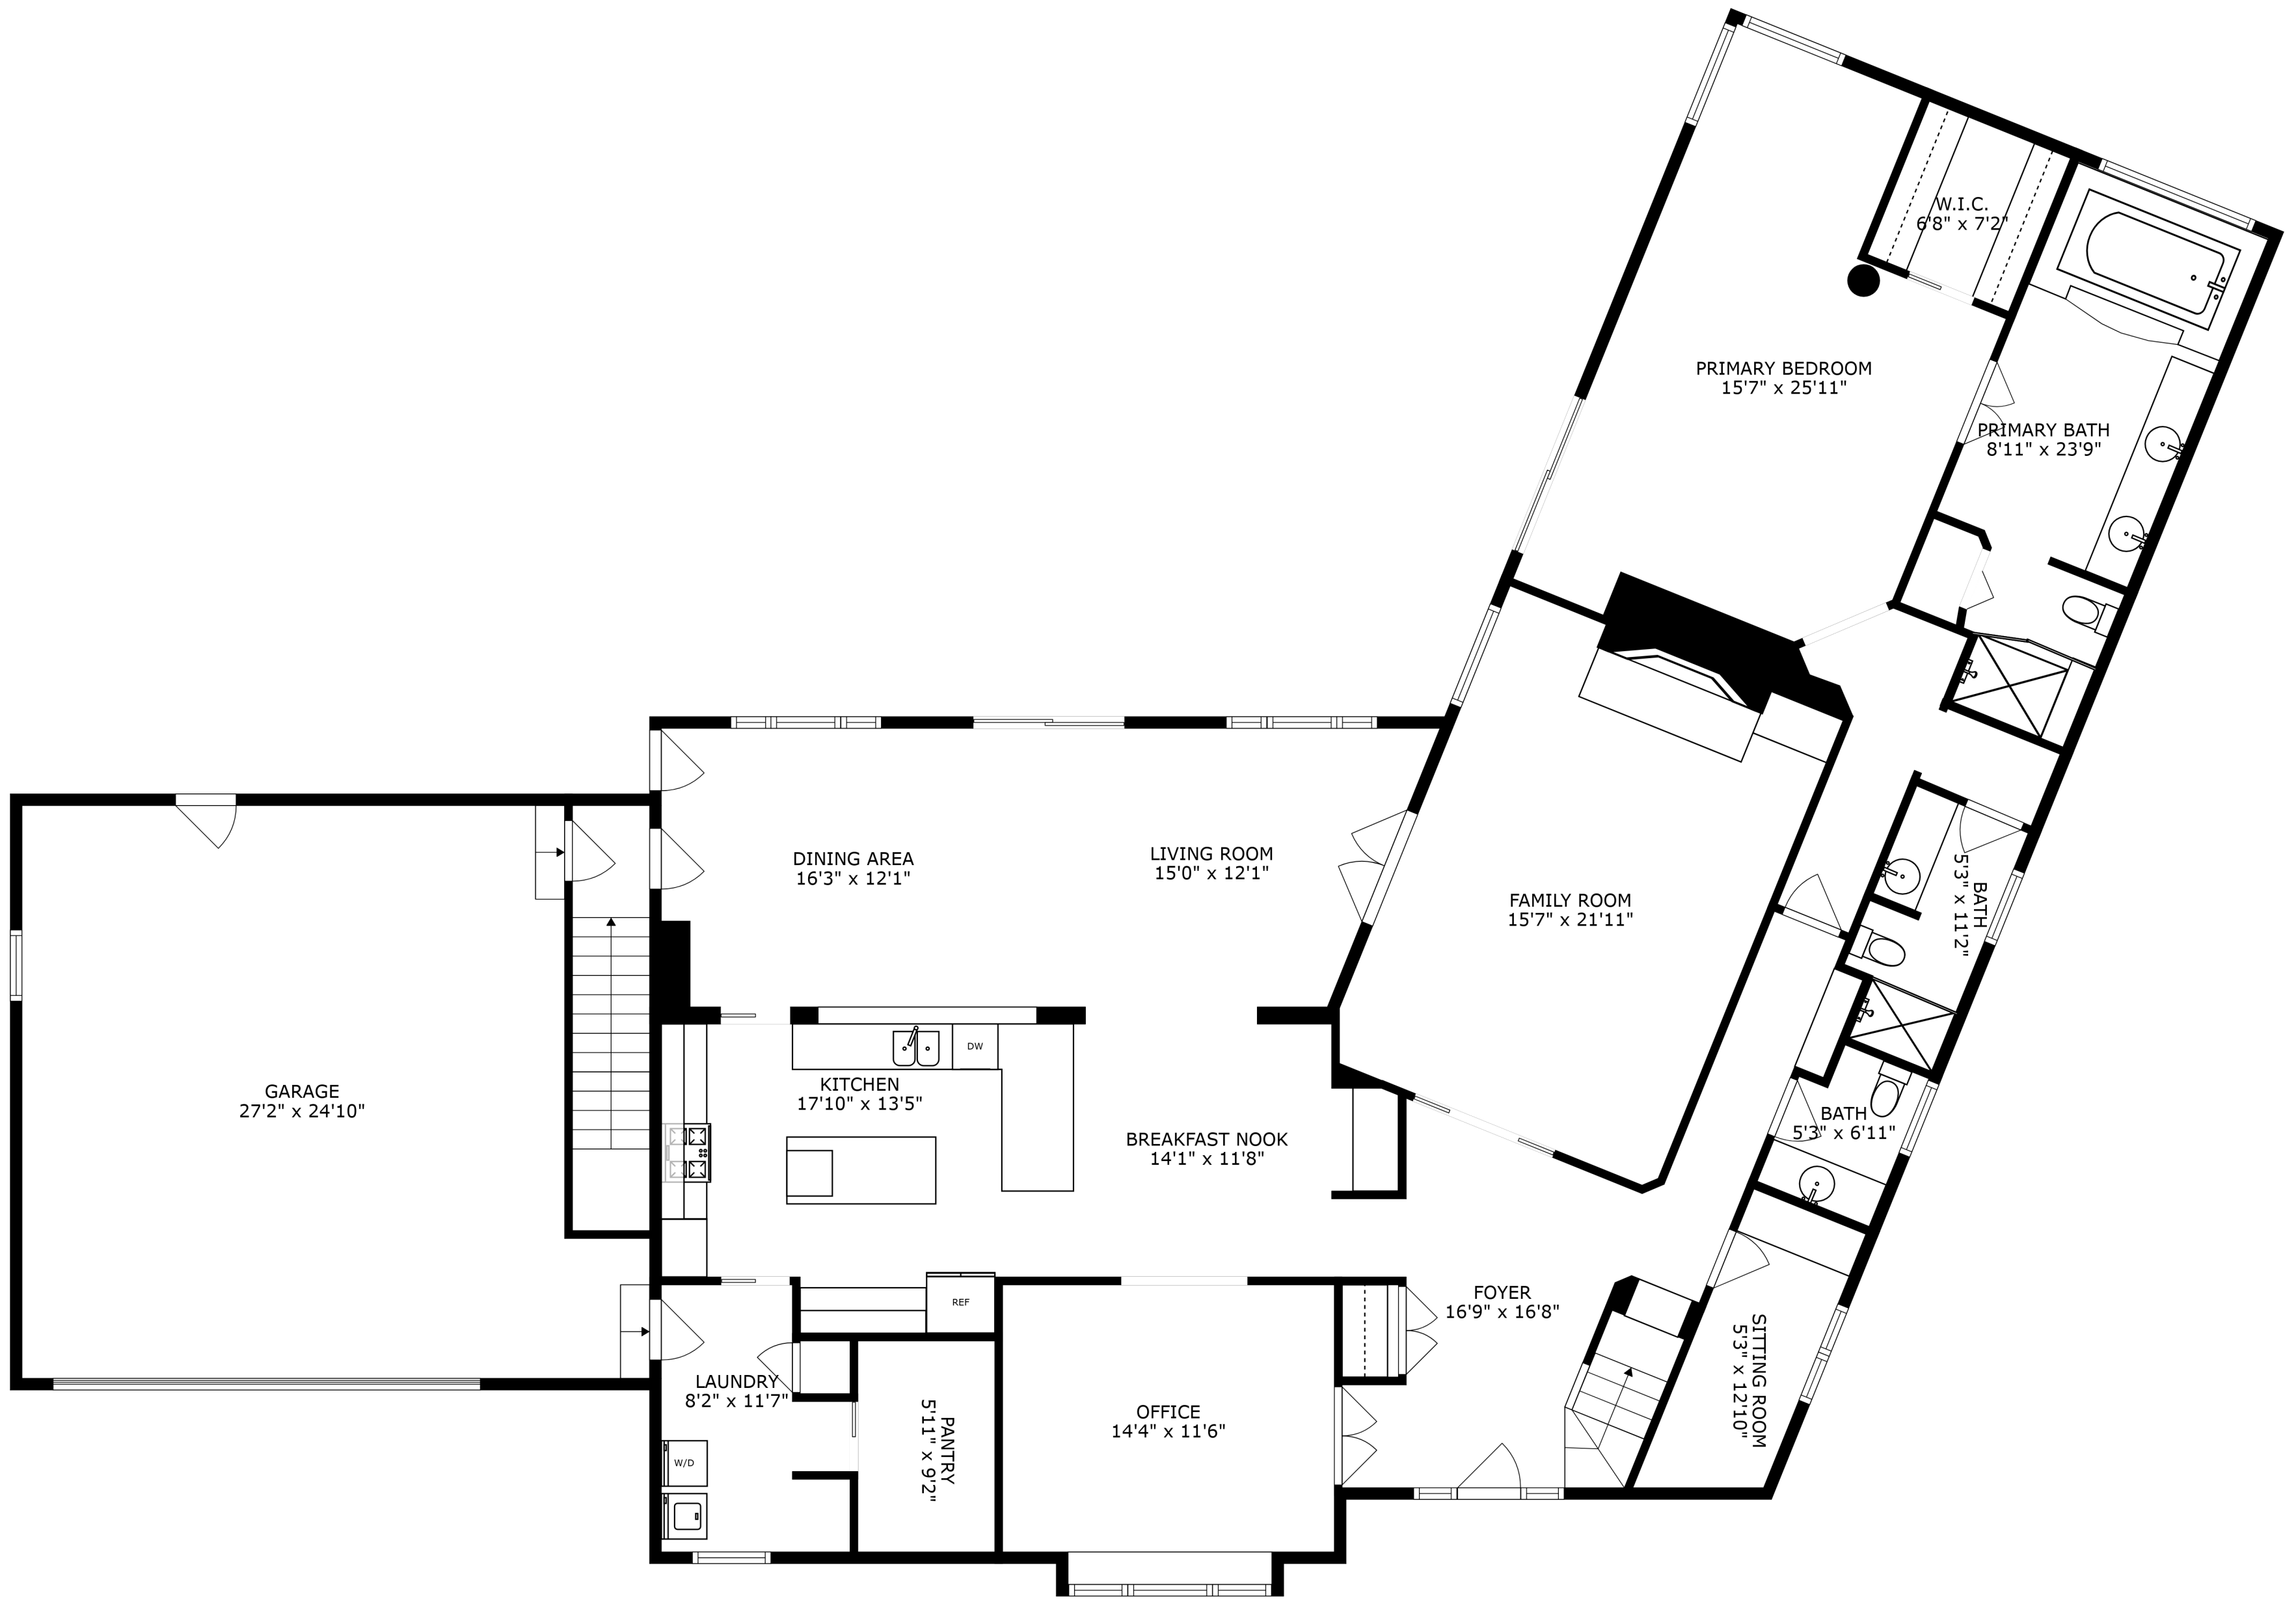 W.I.C.
6'8" x 7'2"
PRIMARY BEDROOM
15'7" x 25'11"
PRIMARY BATH
8'11" x 23'9"
DINING AREA
16'3" x 12'1"
LIVING ROOM
15'0" x 12'1"
FAMILY ROOM
15'7" x 21'11"
BATH
5'3" x 11'2"
GARAGE
27'2" x 24'10"
DW
KITCHEN
17'10" x 13'5"
BREAKFAST NOOK
14'1" x 11'8"
BATH
5'3" x 6'11"
REF
FOYER
16'9" x 16'8"
SITTING ROOM
5'3" x 12'10"
LAUNDRY
8'2" x 11'7"
W/D
PANTRY
5'11" x 9'2"
OFFICE
14'4" x 11'6"